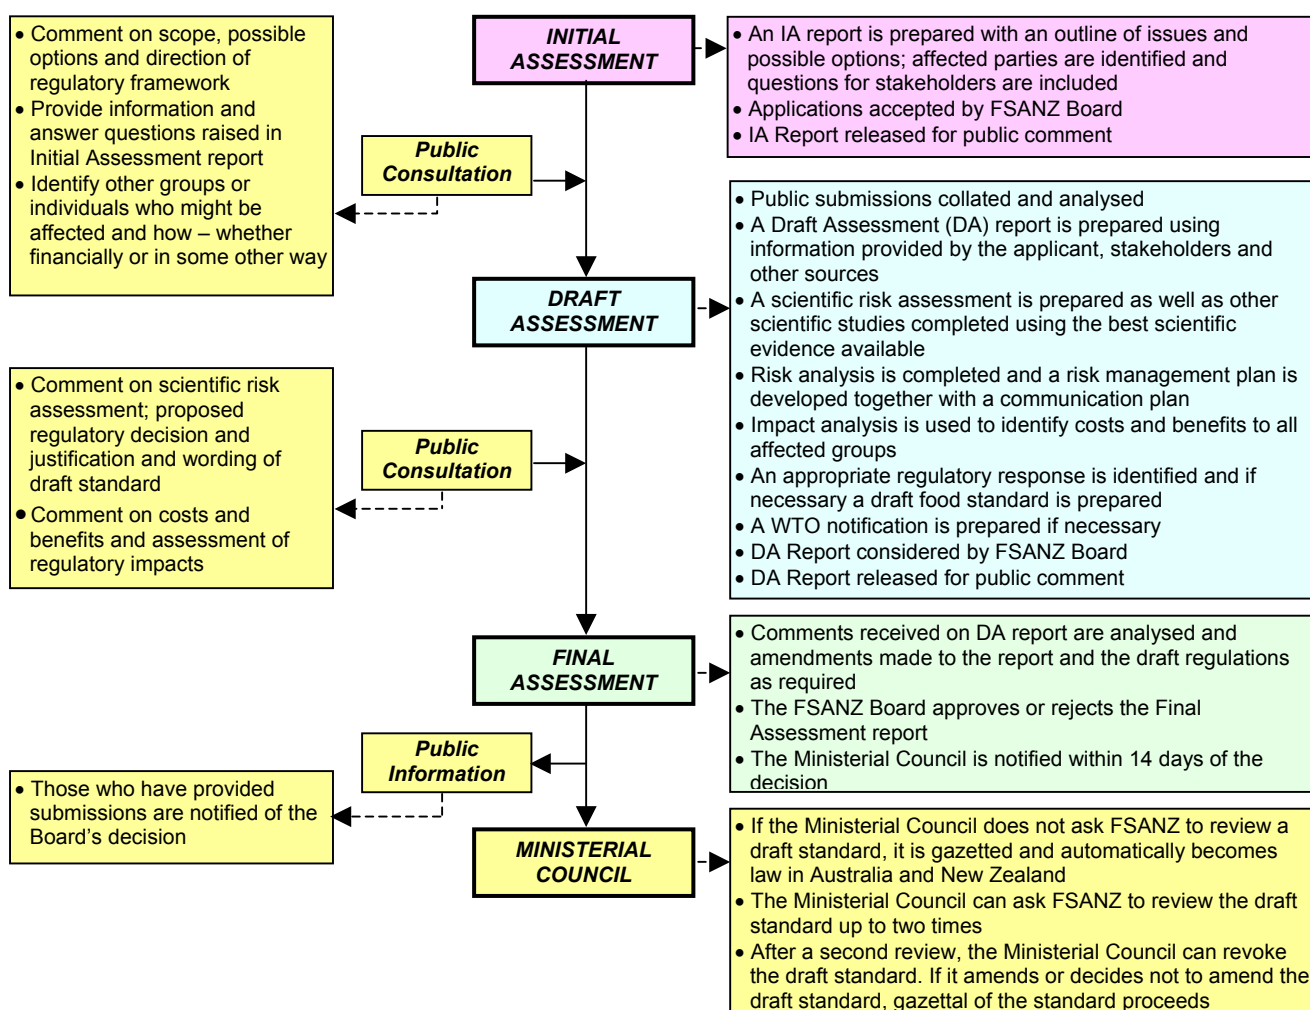 INITIAL
ASSESSMENT
• An IA report is prepared with an outline of issues and
possible options; affected parties are identified and
questions for stakeholders are included
• Applications accepted by FSANZ Board
• IA Report released for public comment
• Comment on scope, possible
options and direction of
regulatory framework
• Provide information and
answer questions raised in
Initial Assessment report
• Identify other groups or
individuals who might be
affected and how – whether
financially or in some other way
Public
Consultation
DRAFT
ASSESSMENT
• Public submissions collated and analysed
• A Draft Assessment (DA) report is prepared using
information provided by the applicant, stakeholders and
other sources
• A scientific risk assessment is prepared as well as other
scientific studies completed using the best scientific
evidence available
• Risk analysis is completed and a risk management plan is
developed together with a communication plan
• Impact analysis is used to identify costs and benefits to all
affected groups
• An appropriate regulatory response is identified and if
necessary a draft food standard is prepared
• A WTO notification is prepared if necessary
• DA Report considered by FSANZ Board
• DA Report released for public comment
• Comment on scientific risk
assessment; proposed
regulatory decision and
justification and wording of
draft standard
• Comment on costs and
benefits and assessment of
regulatory impacts
Public
Consultation
FINAL
ASSESSMENT
• Comments received on DA report are analysed and
amendments made to the report and the draft regulations
as required
• The FSANZ Board approves or rejects the Final
Assessment report
• The Ministerial Council is notified within 14 days of the
decision
Public
Information
• Those who have provided
submissions are notified of the
Board's decision
MINISTERIAL
COUNCIL
• If the Ministerial Council does not ask FSANZ to review a
draft standard, it is gazetted and automatically becomes
law in Australia and New Zealand
• The Ministerial Council can ask FSANZ to review the draft
standard up to two times
• After a second review, the Ministerial Council can revoke
the draft standard. If it amends or decides not to amend the
draft standard, gazettal of the standard proceeds